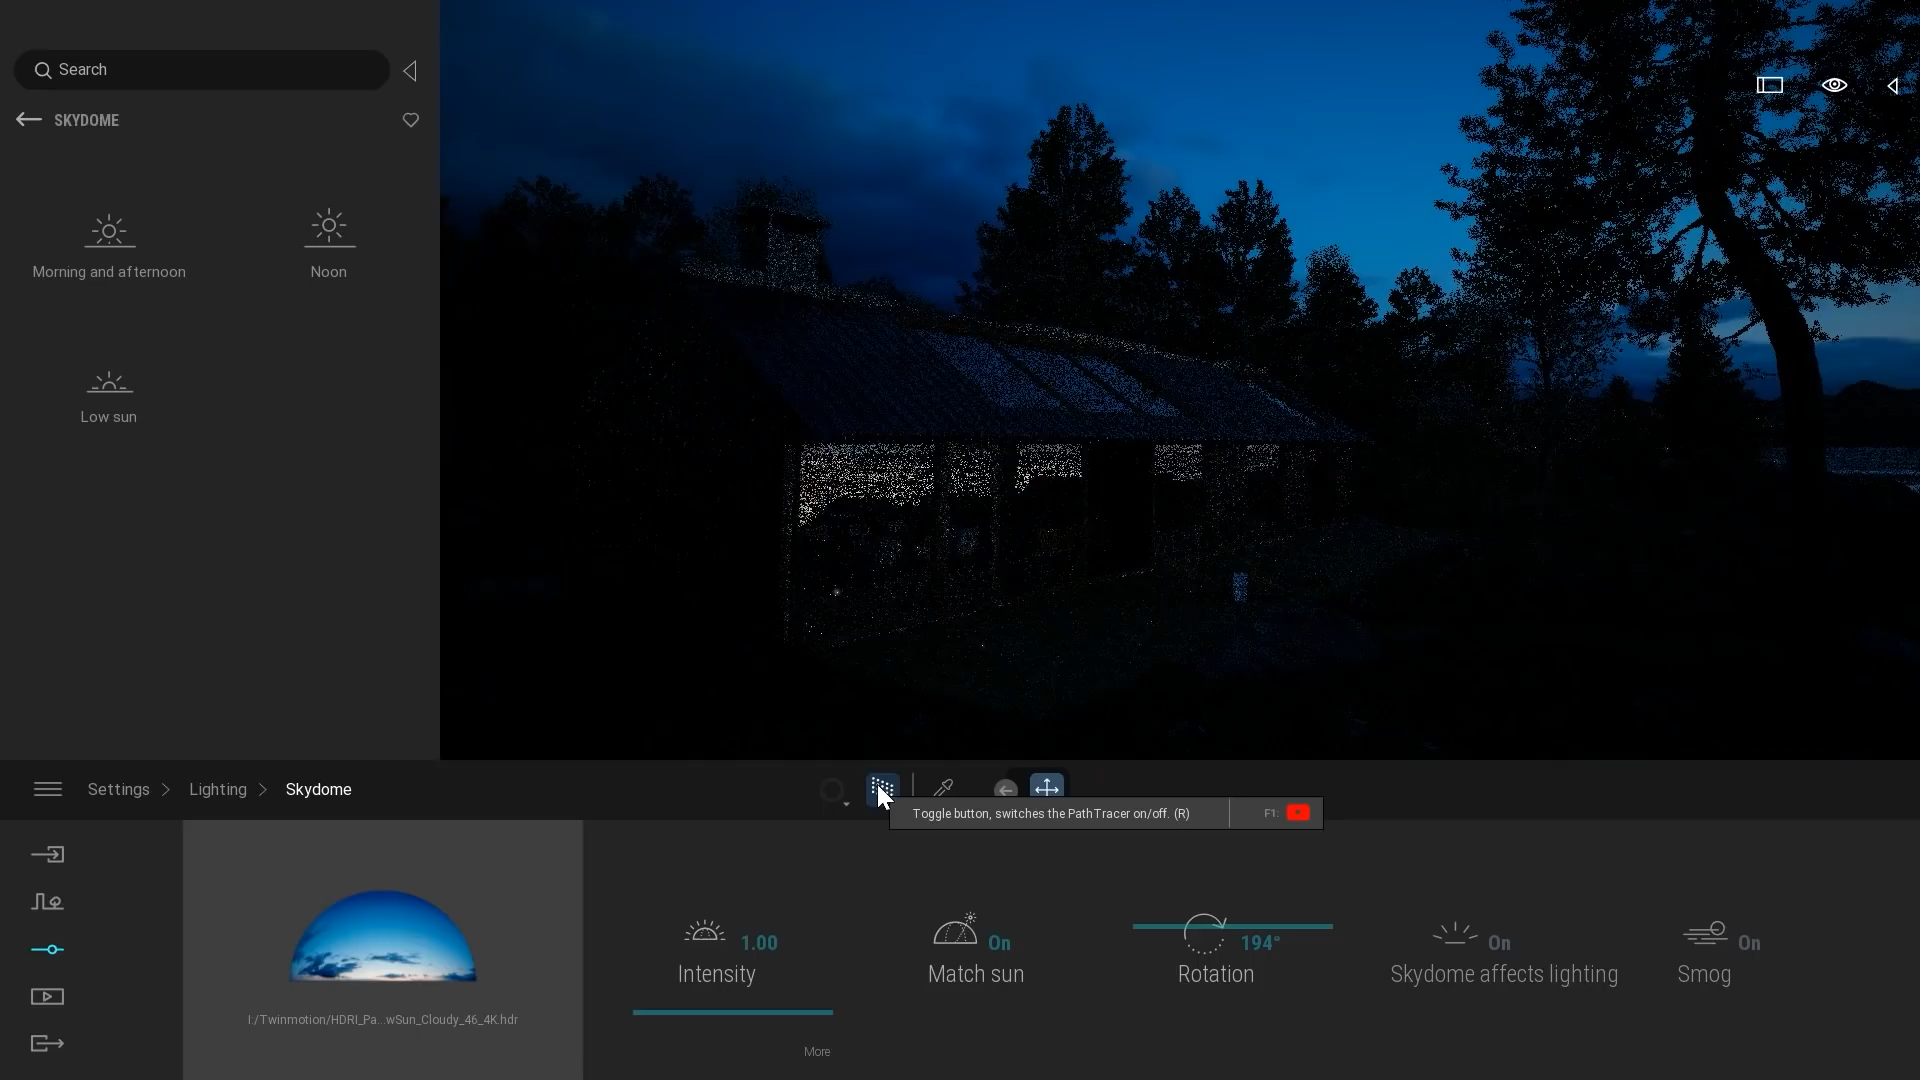 Search
SKYDOME
Morning and afternoon
Noon
Low sun
Settings
Lighting
Skydome
Toggle button, switches the PathTracer on/off. (R)
F1:
I:/Twinmotion/HDRI_Pa...wSun_Cloudy_46_4K.hdr
1.00
Intensity
On
Match sun
194°
Rotation
On
Skydome affects lighting
On
Smog
More